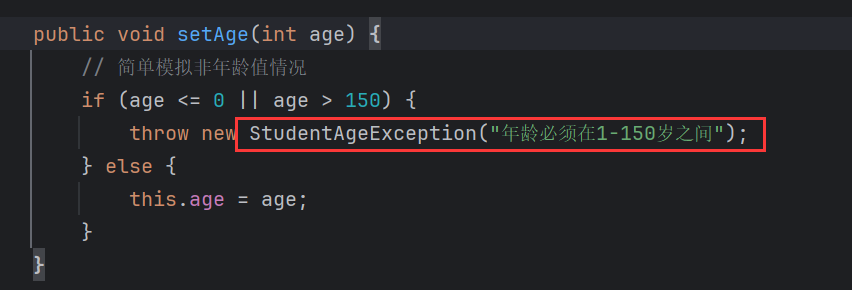 public void setAge(int age) {
// 简单模拟非年龄值情况
if (age <= 0 || age > 150) {
throw new StudentAgeException("年龄必须在1-150岁之间");
} else {
this.age = age;
}
}